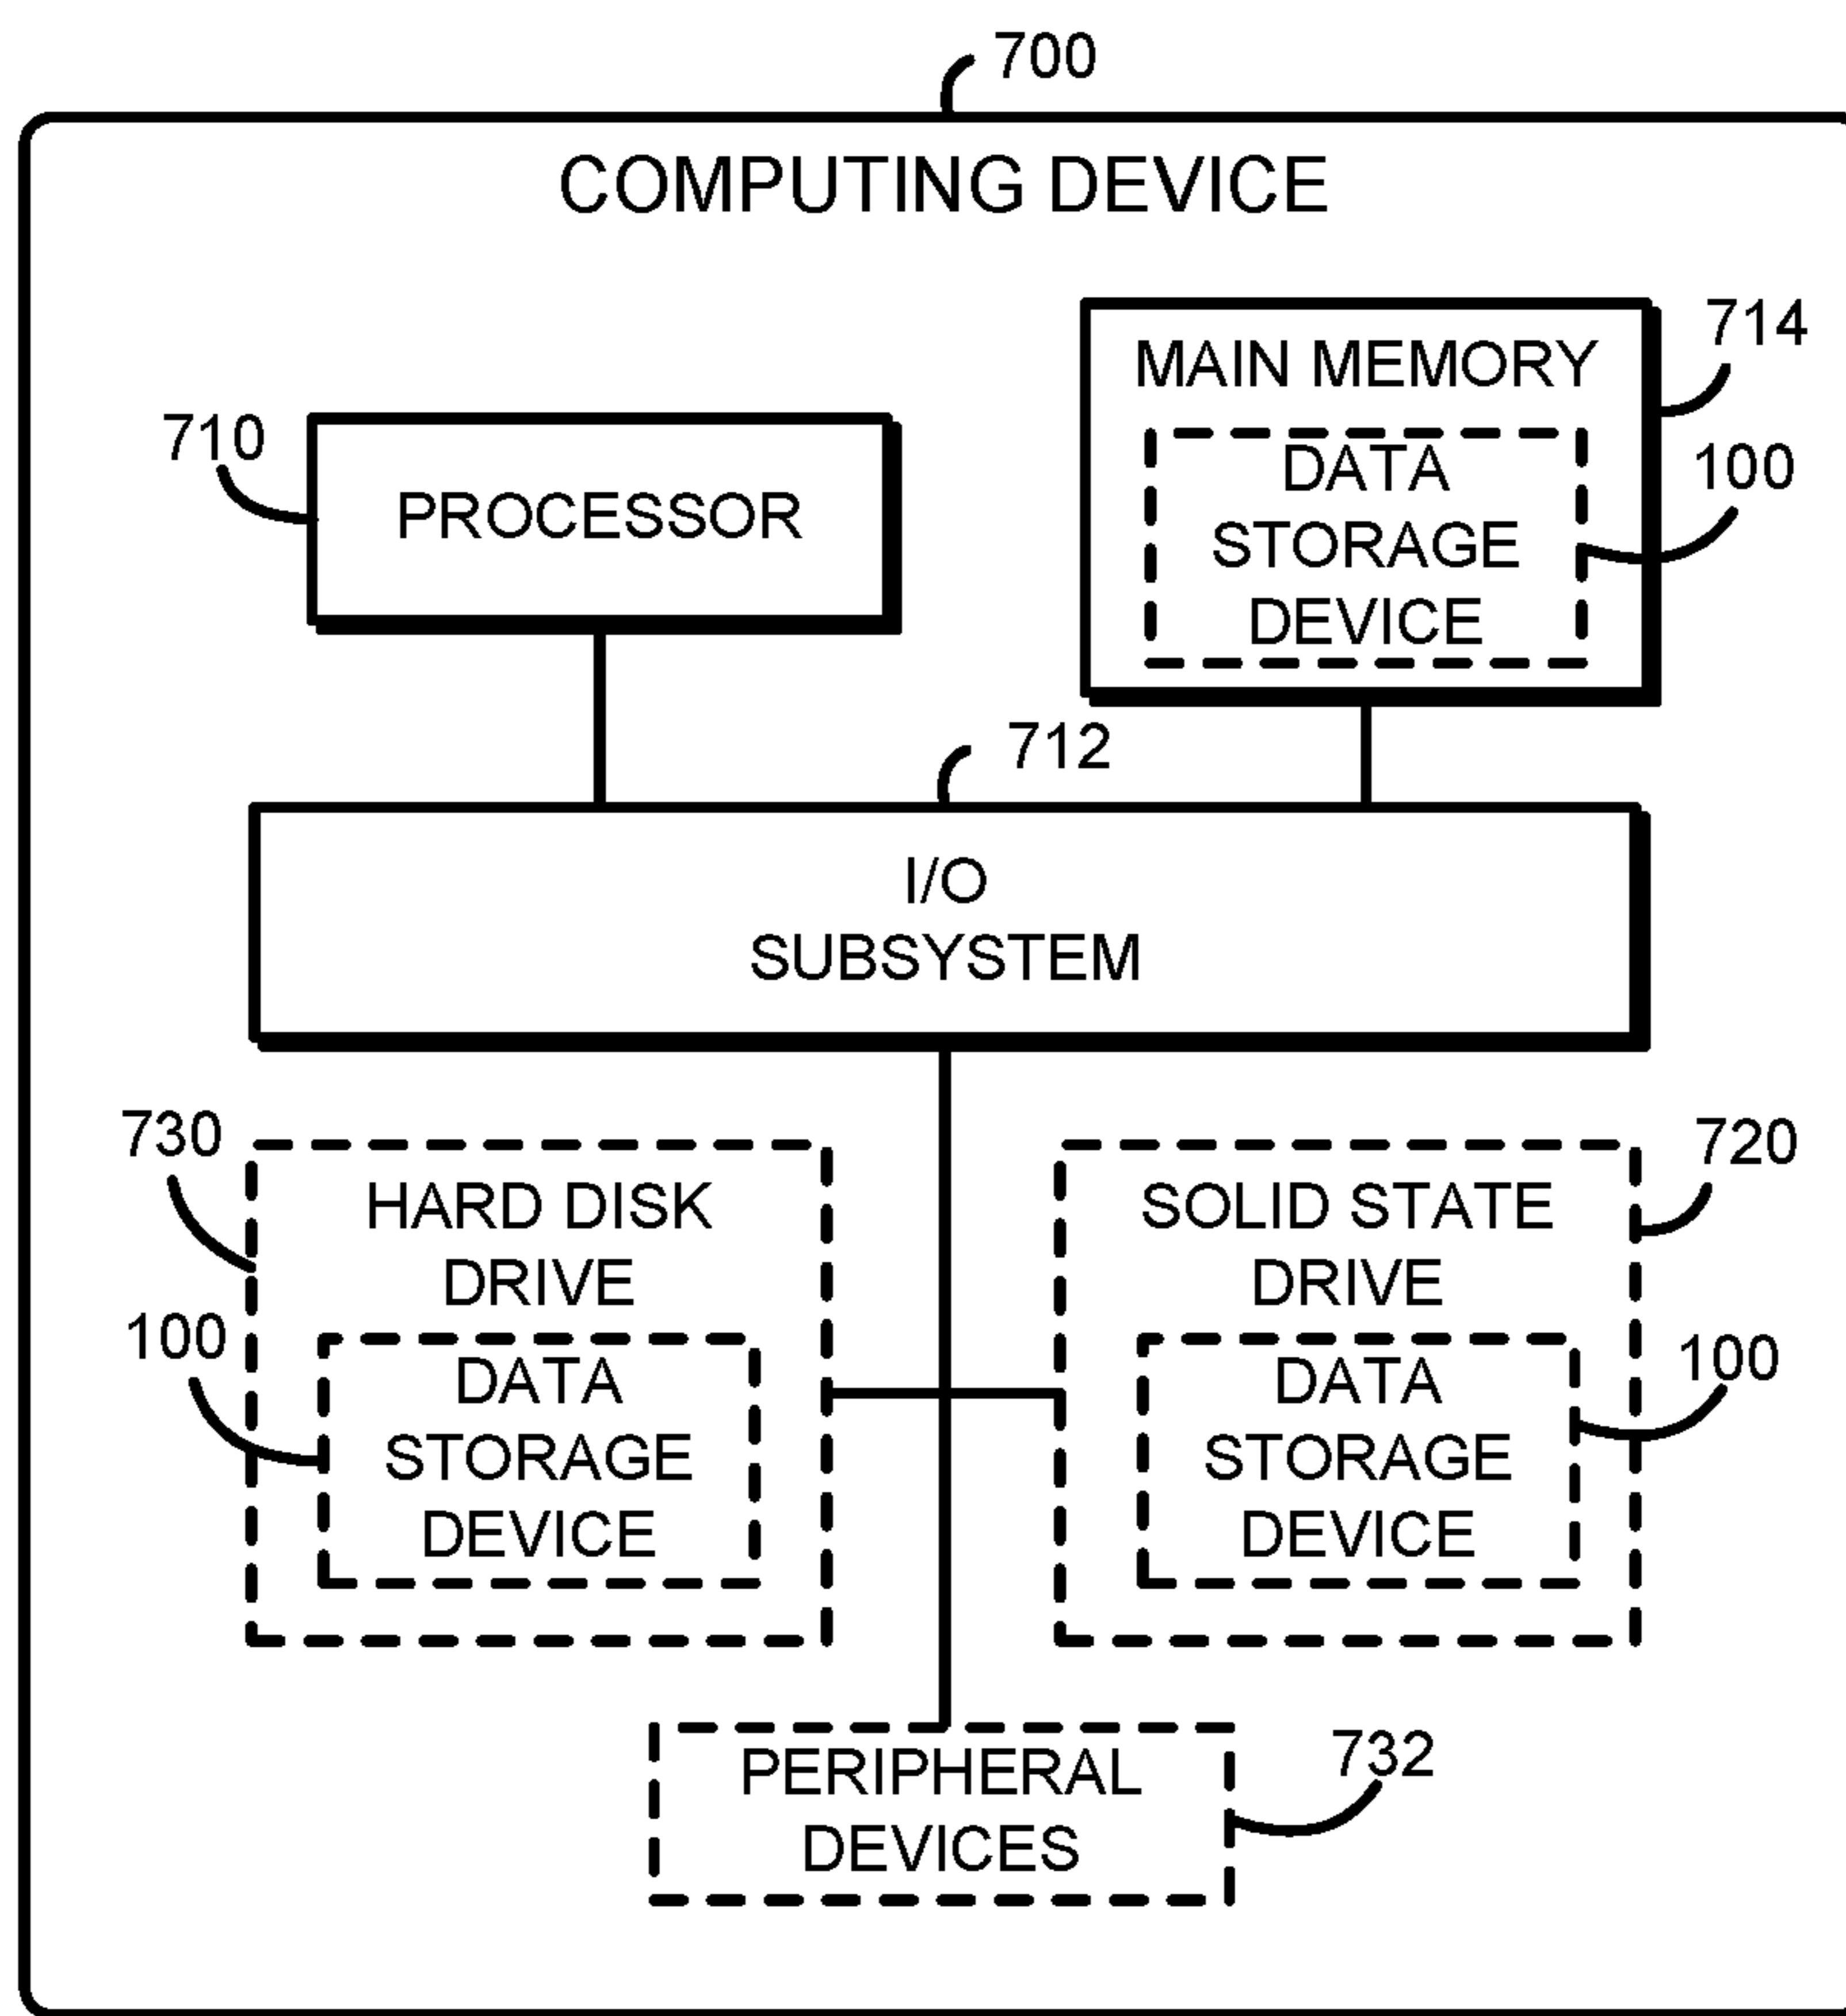 700
COMPUTING DEVICE
714
MAIN MEMORY
710
100
DATA
STORAGE
DEVICE
PROCESSOR
712
I/O
SUBSYSTEM
730
HARD DISK
DRIVE
100
DATA
STORAGE
DEVICE
720
SOLID STATE
DRIVE
100
DATA
STORAGE
DEVICE
PERIPHERAL
DEVICES
732